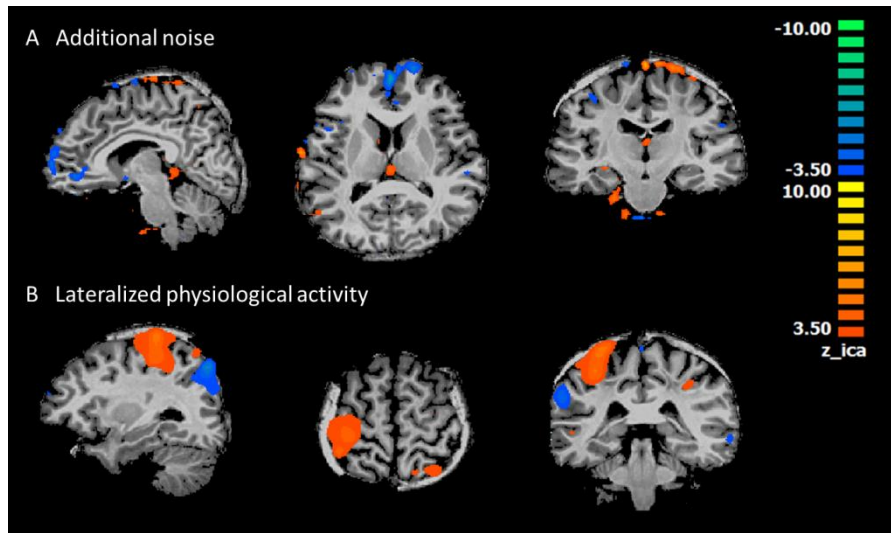 A Additional noise
-10.00
-3.50
10.00
B Lateralized physiological activity
3.50
z_ica